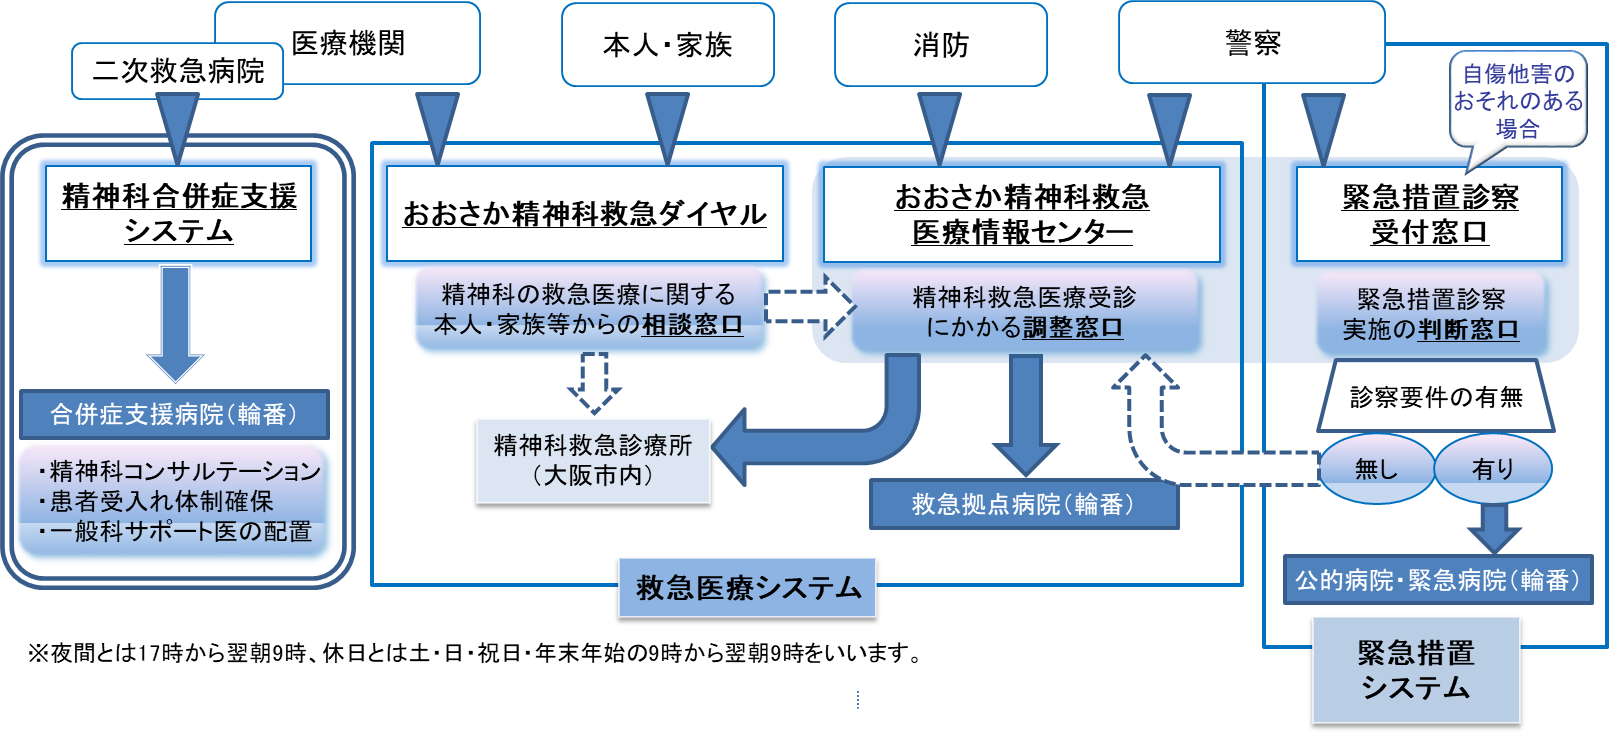 医療機関
二次救急病院
本人・家族
消防
警察
自傷他害の
おそれのある
場合
精神科合併症支援
システム
おおさか精神科救急ダイヤル
おおさか精神科救急
医療情報センター
緊急措置診察
受付窓口
精神科の救急医療に関する
本人・家族等からの相談窓口
精神科救急医療受診
にかかる調整窓口
緊急措置診察
実施の判断窓口
診察要件の有無
無し
有り
合併症支援病院（輪番）
・精神科コンサルテーション
・患者受入れ体制確保
・一般科サポート医の配置
精神科救急診療所
（大阪市内）
救急拠点病院（輪番）
公的病院・緊急病院（輪番）
救急医療システム
緊急措置
システム
※夜間とは17時から翌朝9時、休日とは土・日・祝日・年末年始の9時から翌朝9時をいいます。